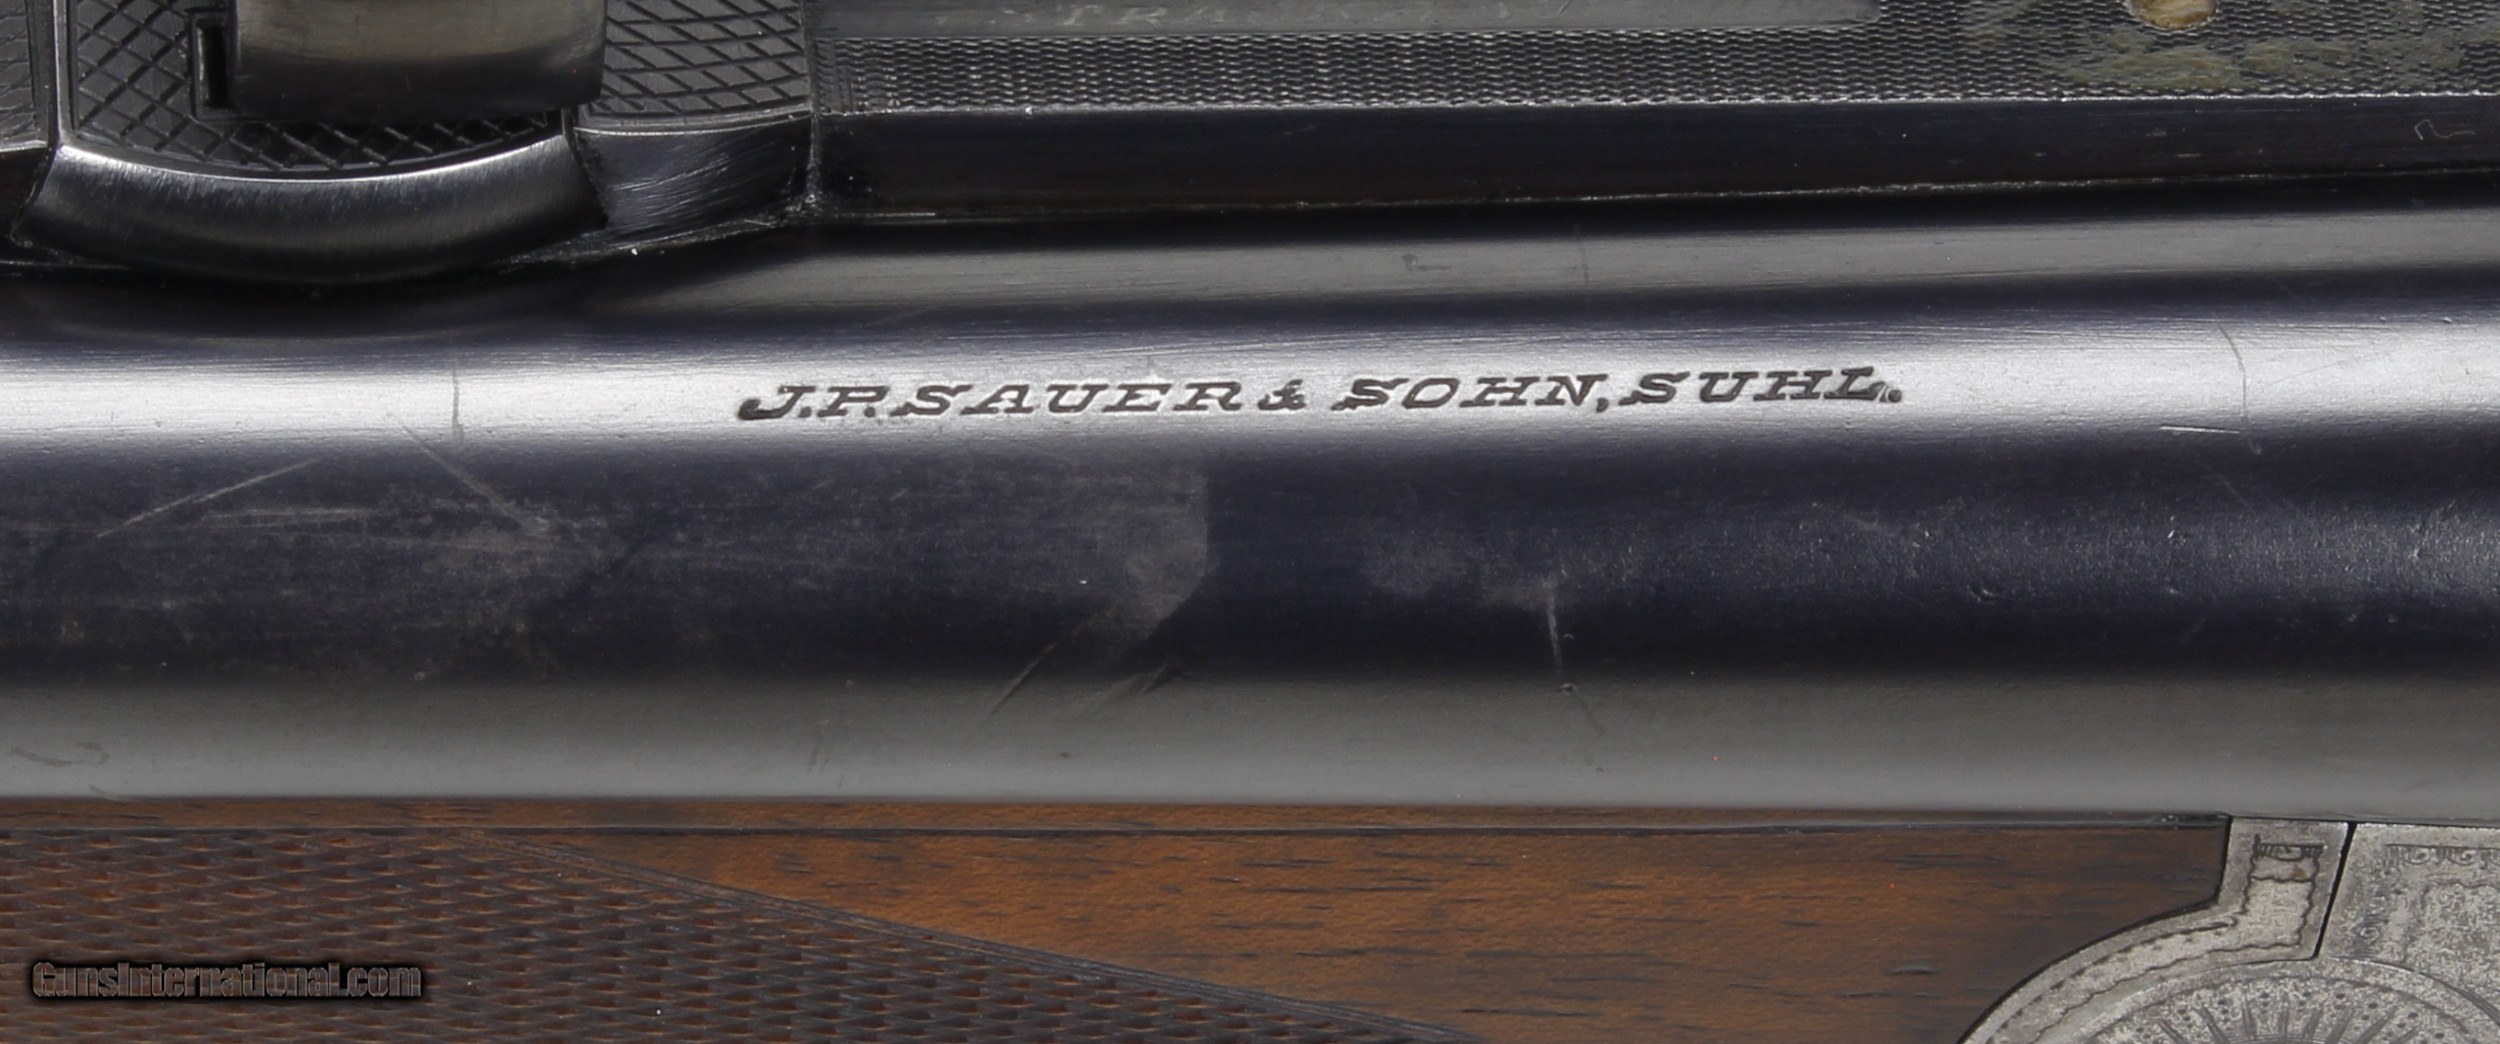 J.P. SAUER & SOHN, SUHL.
GunsInternational.com